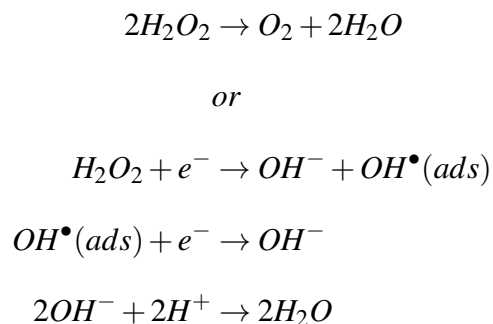 2H₂O₂ → O₂ + 2H₂O
or
H₂O₂ + e⁻ → OH⁻ + OH•(ads)
OH•(ads) + e⁻ → OH⁻
2OH⁻ + 2H⁺ → 2H₂O